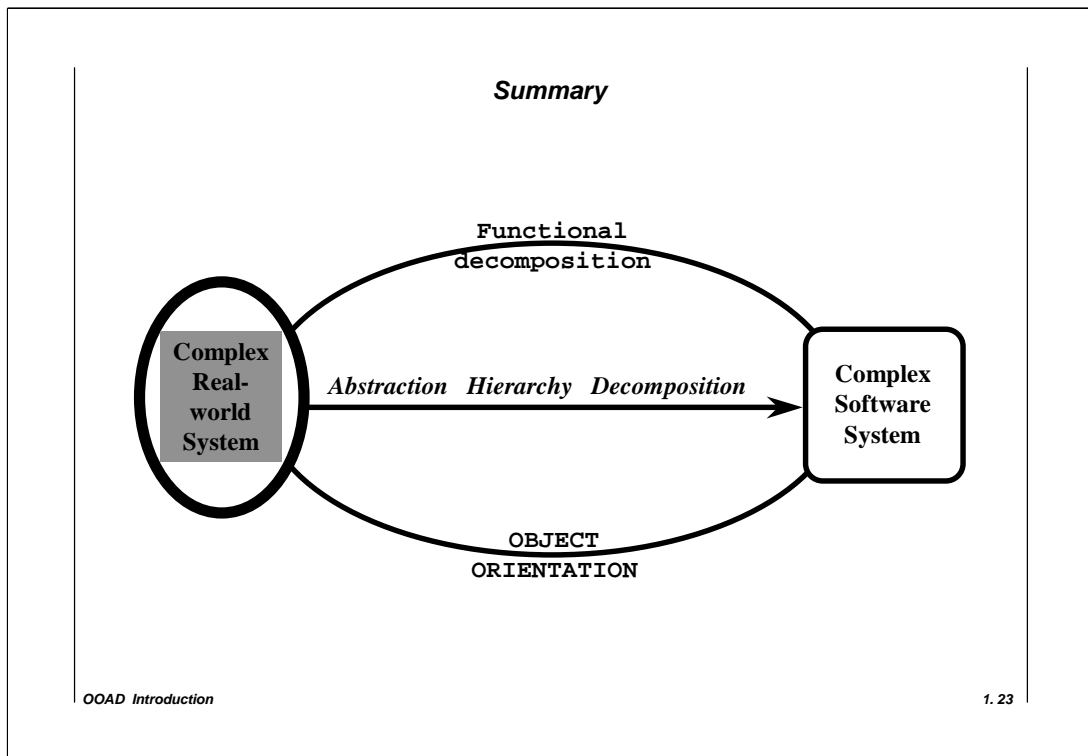 Summary
Functional
decomposition
Complex
Real-
world
System
Abstraction Hierarchy Decomposition
Complex
Software
System
OBJECT
ORIENTATION
OOAD Introduction
1. 23